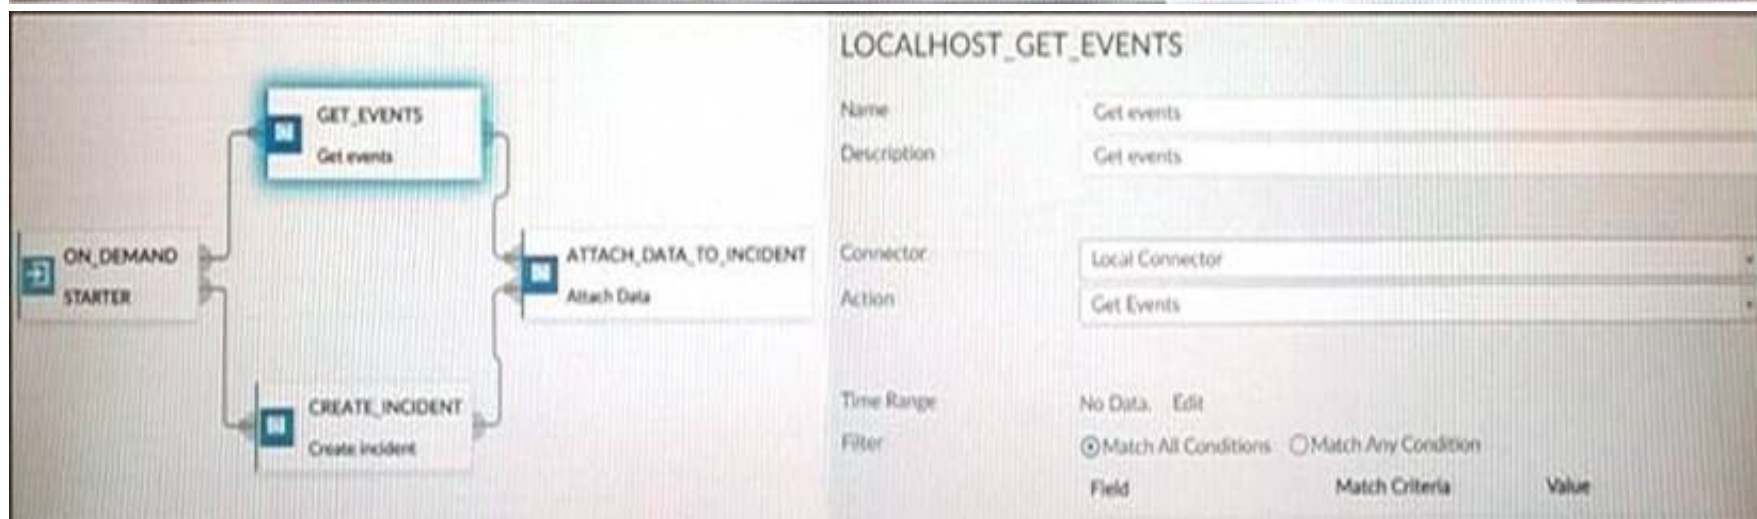 GET_EVENTS
Get events
ON_DEMAND
STARTER
ATTACH_DATA_TO_INCIDENT
Attach Data
CREATE_INCIDENT
Create incident
LOCALHOST_GET_EVENTS
Name Get events
Description Get events
Connector Local Connector
Action Get Events
Time Range No Data. Edit
Filter Match All Conditions Match Any Condition
Field Match Criteria Value